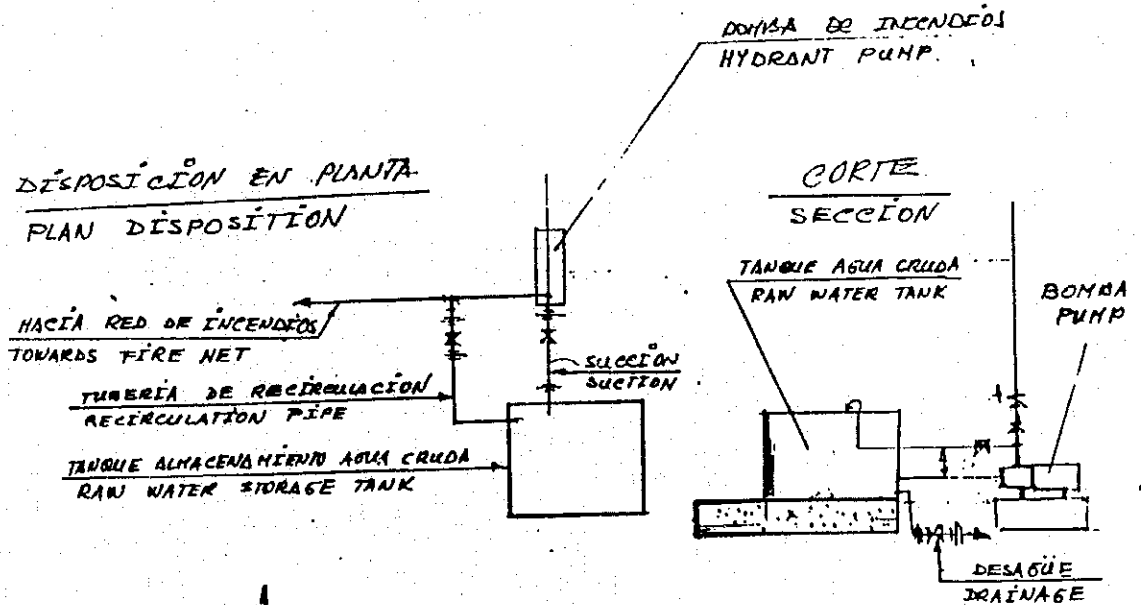 BOMBA DE INCENDIOS
HYDRANT PUMP.
DISPOSICION EN PLANTA
PLAN DISPOSITION
CORTE
SECCION
HACIA RED DE INCENDIOS
TOWARDS FIRE NET
TANQUE AGUA CRUDA
RAW WATER TANK
BOMBA
PUMP
SUCCION
SUCTION
TUBERIA DE RECIRCULACION
RECIRCULATION PIPE
TANQUE ALMACENAMIENTO AGUA CRUDA
RAW WATER STORAGE TANK
DESAGÜE
DRAINAGE